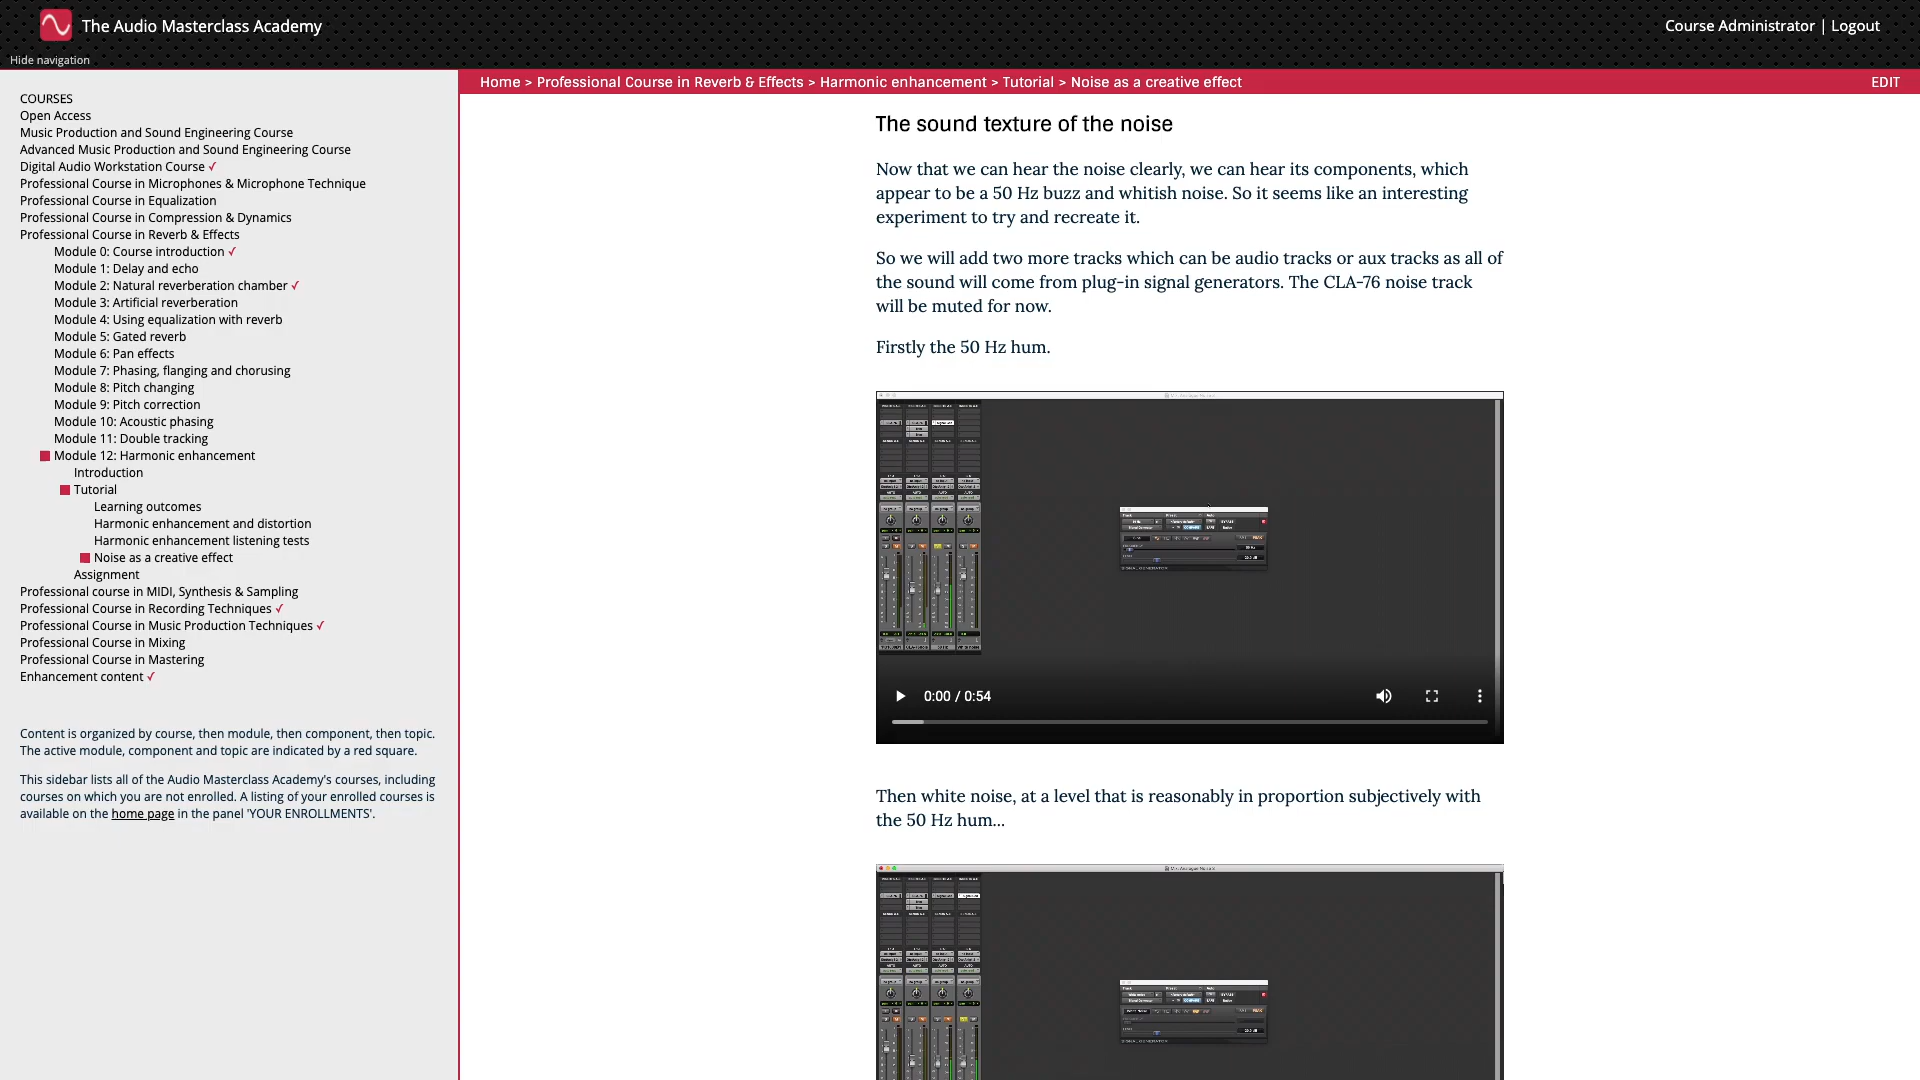 The Audio Masterclass Academy
Course Administrator | Logout
Hide navigation
Home > Professional Course in Reverb & Effects > Harmonic enhancement > Tutorial > Noise as a creative effect
EDIT
COURSES
Open Access
Music Production and Sound Engineering Course
Advanced Music Production and Sound Engineering Course
Digital Audio Workstation Course ✓
Professional Course in Microphones & Microphone Technique
Professional Course in Equalization
Professional Course in Compression & Dynamics
Professional Course in Reverb & Effects
Module 0: Course introduction ✓
Module 1: Delay and echo
Module 2: Natural reverberation chamber ✓
Module 3: Artificial reverberation
Module 4: Using equalization with reverb
Module 5: Gated reverb
Module 6: Pan effects
Module 7: Phasing, flanging and chorusing
Module 8: Pitch changing
Module 9: Pitch correction
Module 10: Acoustic phasing
Module 11: Double tracking
Module 12: Harmonic enhancement
Introduction
Tutorial
Learning outcomes
Harmonic enhancement and distortion
Harmonic enhancement listening tests
Noise as a creative effect
Assignment
Professional course in MIDI, Synthesis & Sampling
Professional Course in Recording Techniques ✓
Professional Course in Music Production Techniques ✓
Professional Course in Mixing
Professional Course in Mastering
Enhancement content ✓
Content is organized by course, then module, then component, then topic.
The active module, component and topic are indicated by a red square.
This sidebar lists all of the Audio Masterclass Academy's courses, including
courses on which you are not enrolled. A listing of your enrolled courses is
available on the home page in the panel 'YOUR ENROLLMENTS'.
The sound texture of the noise
Now that we can hear the noise clearly, we can hear its components, which
appear to be a 50 Hz buzz and whitish noise. So it seems like an interesting
experiment to try and recreate it.
So we will add two more tracks which can be audio tracks or aux tracks as all of
the sound will come from plug-in signal generators. The CLA-76 noise track
will be muted for now.
Firstly the 50 Hz hum.
SIGNAL GENERATOR
0:00 / 0:54
Then white noise, at a level that is reasonably in proportion subjectively with
the 50 Hz hum...
SIGNAL GENERATOR